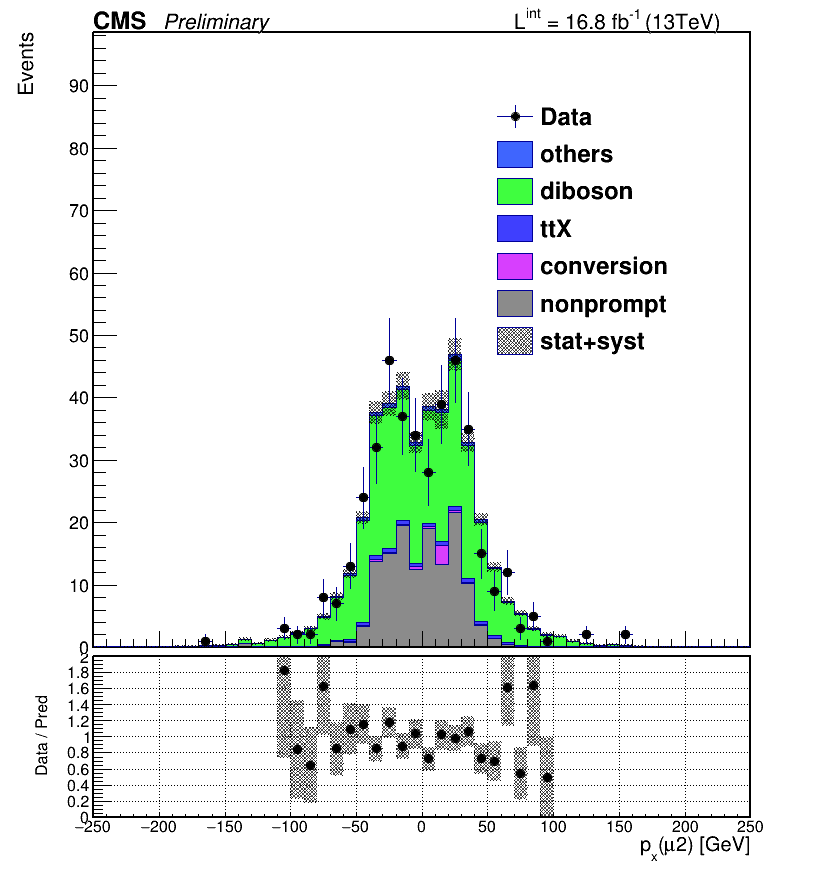 CMS Preliminary L^int = 16.8 fb^-1 (13TeV)
Events
90
80
70
60
50
40
30
20
10
0
Data
others
diboson
ttX
conversion
nonprompt
stat+syst
Data / Pred
2
1.8
1.6
1.4
1.2
1
0.8
0.6
0.4
0.2
0
−250 −200 −150 −100 −50 0 50 100 150 200 250
p_x(μ2) [GeV]